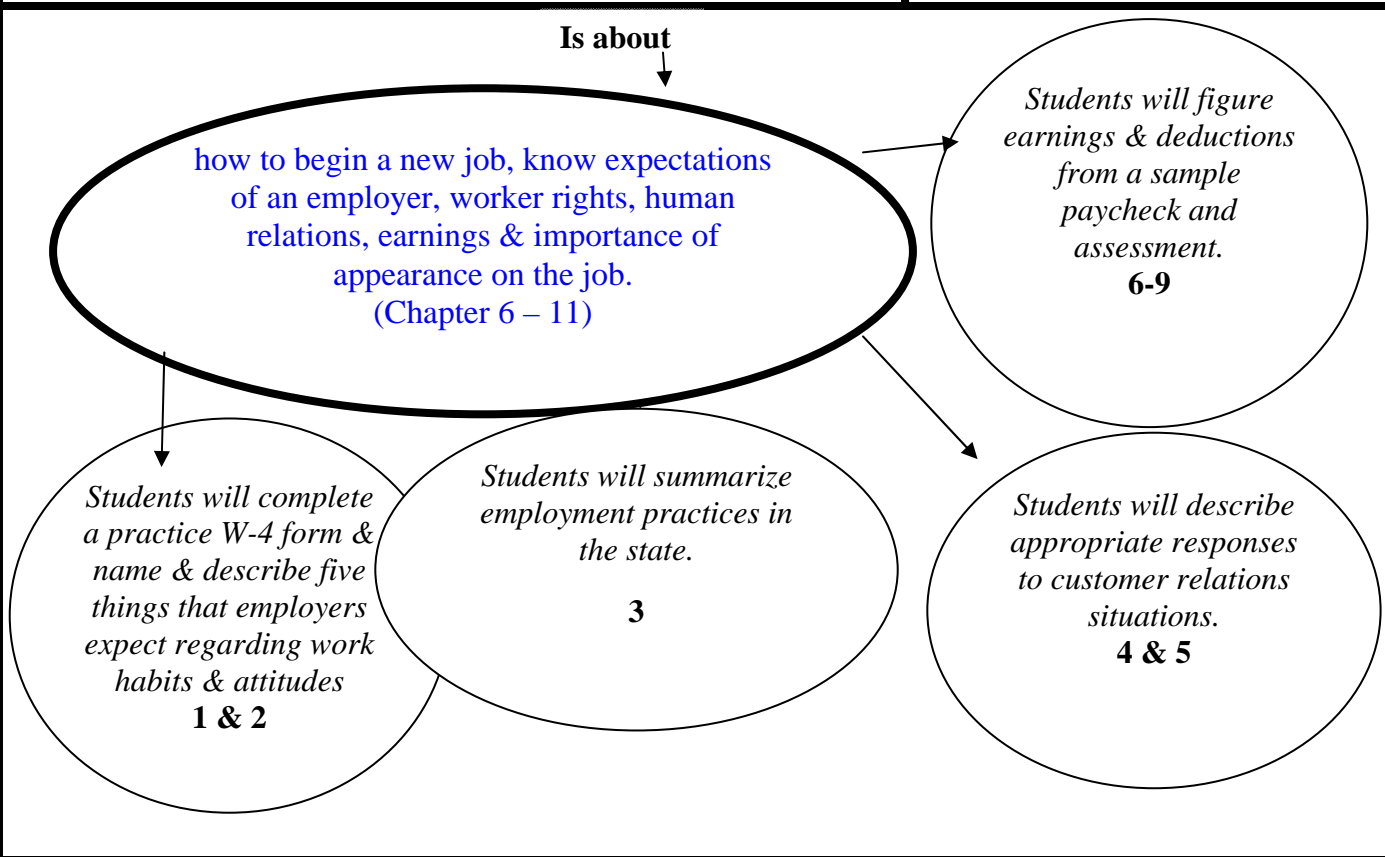 Is about
how to begin a new job, know expectations
of an employer, worker rights, human
relations, earnings & importance of
appearance on the job.
(Chapter 6 – 11)
Students will figure
earnings & deductions
from a sample
paycheck and
assessment.
6-9
Students will complete
a practice W-4 form &
name & describe five
things that employers
expect regarding work
habits & attitudes
1 & 2
Students will summarize
employment practices in
the state.
3
Students will describe
appropriate responses
to customer relations
situations.
4 & 5